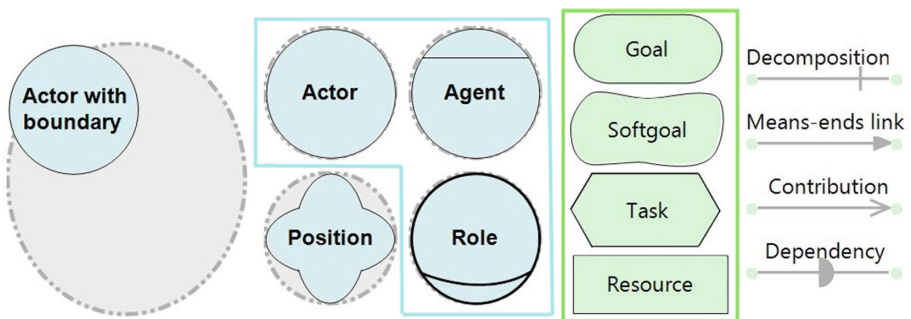 Actor with
boundary
Actor
Agent
Position
Role
Goal
Softgoal
Task
Resource
Decomposition
Means-ends link
Contribution
Dependency